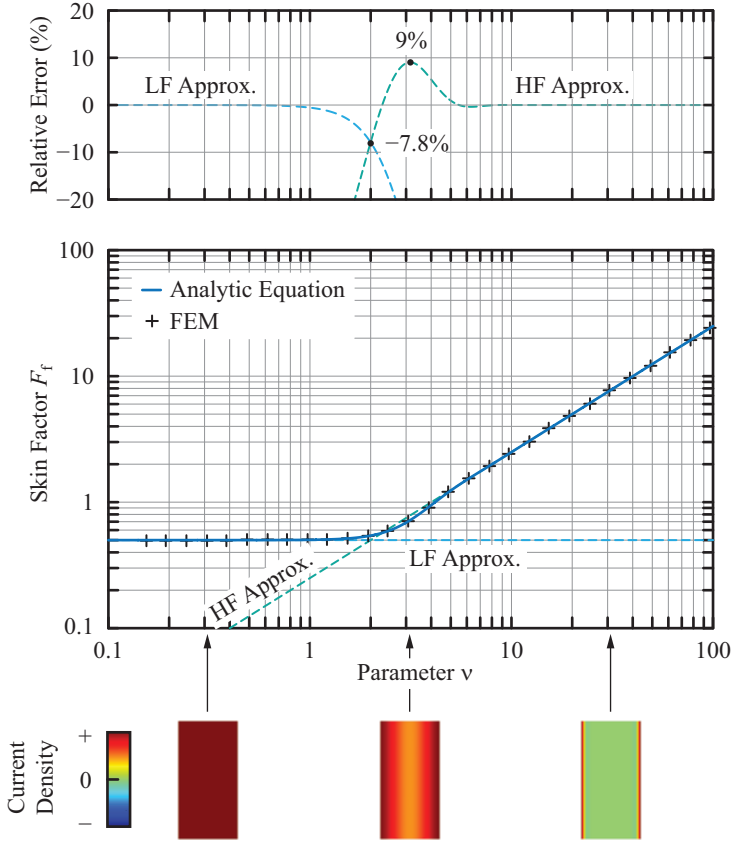 20
10
0
−10
−20
Relative Error (%)
LF Approx.
9%
HF Approx.
−7.8%
100
10
1
0.1
Skin Factor Ff
Analytic Equation
FEM
HF Approx.
LF Approx.
0.1
1
10
100
Parameter ν
Current
Density
+
0
−